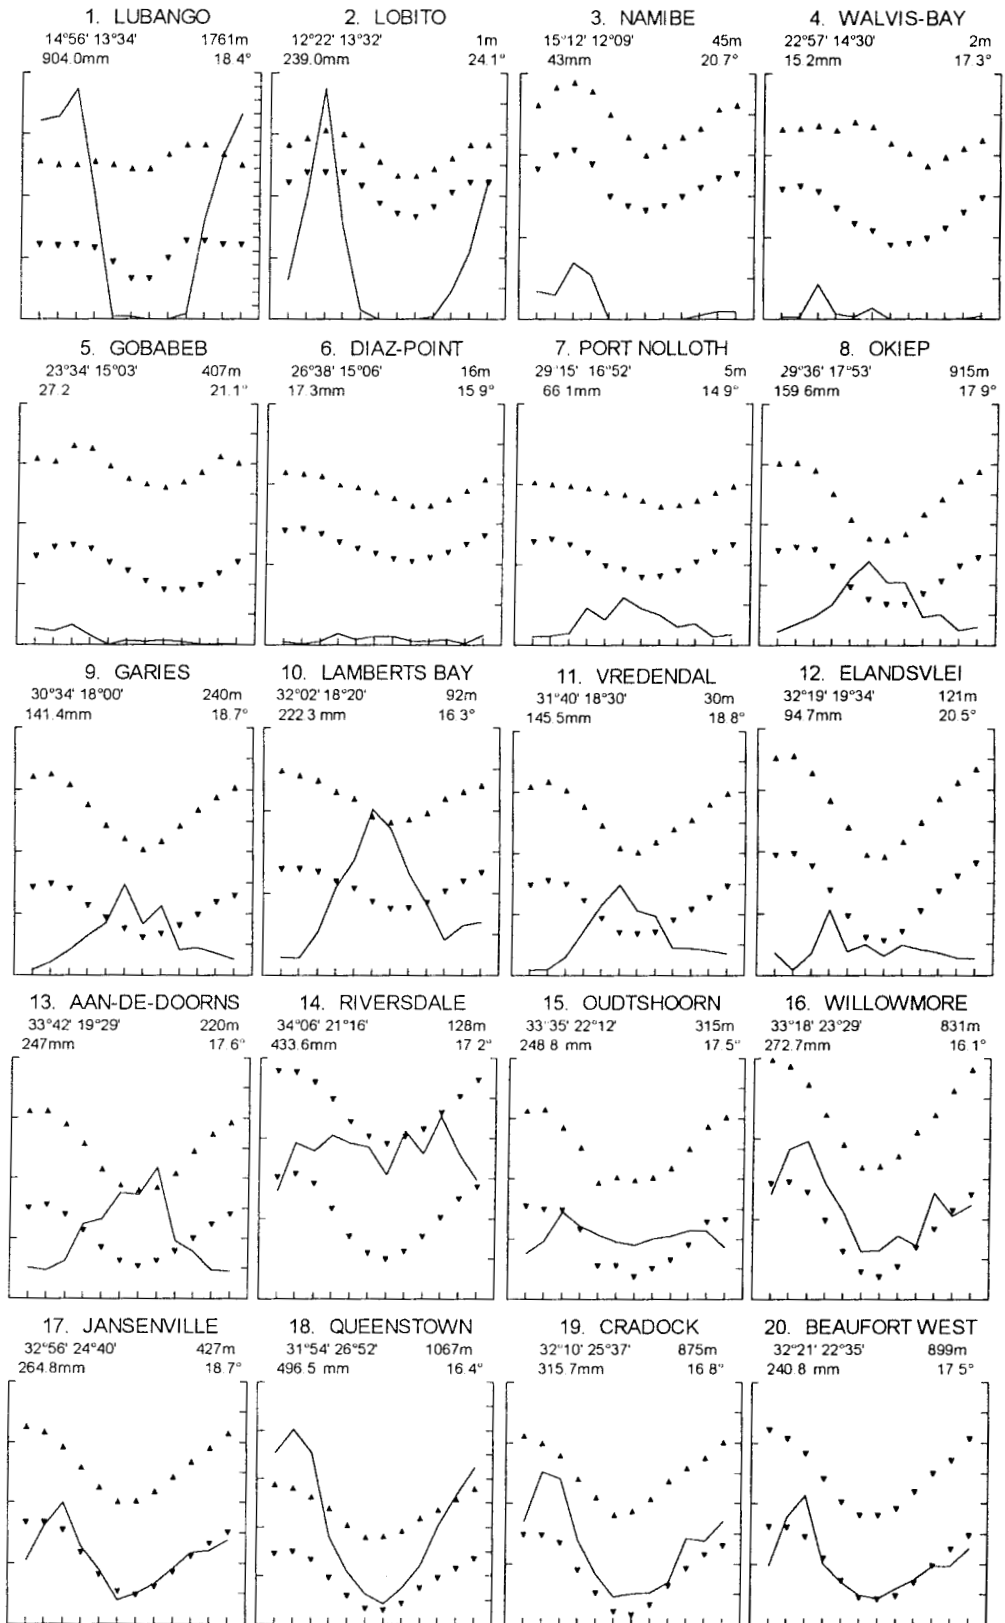 1. LUBANGO
14°56' 13°34' 1761m
904.0mm 18.4°
2. LOBITO
12°22' 13°32' 1m
239.0mm 24.1°
3. NAMIBE
15°12' 12°09' 45m
43mm 20.7°
4. WALVIS-BAY
22°57' 14°30' 2m
15 2mm 17.3°
5. GOBABEB
23°34' 15°03' 407m
27.2 21.1°
6. DIAZ-POINT
26°38' 15°06' 16m
17.3mm 15 9°
7. PORT NOLLOTH
29°15' 16°52' 5m
66 1mm 14 9°
8. OKIEP
29°36' 17°53' 915m
159 6mm 17 9°
9. GARIES
30°34' 18°00' 240m
141.4mm 18.7°
10. LAMBERTS BAY
32°02' 18°20' 92m
222 3 mm 16 3°
11. VREDENDAL
31°40' 18°30' 30m
145.5mm 18 8°
12. ELANDSVLEI
32°19' 19°34' 121m
94 7mm 20 5°
13. AAN-DE-DOORNS
33°42' 19°29' 220m
247mm 17 6°
14. RIVERSDALE
34°06' 21°16' 128m
433.6mm 17 2°
15. OUDTSHOORN
33°35' 22°12' 315m
248 8 mm 17.5°
16. WILLOWMORE
33°18' 23°29' 831m
272.7mm 16.1°
17. JANSENVILLE
32°56' 24°40' 427m
264.8mm 18.7°
18. QUEENSTOWN
31°54' 26°52' 1067m
496.5 mm 16.4°
19. CRADOCK
32°10' 25°37' 875m
315.7mm 16 8°
20. BEAUFORT WEST
32°21' 22°35' 899m
240.8 mm 17 5°